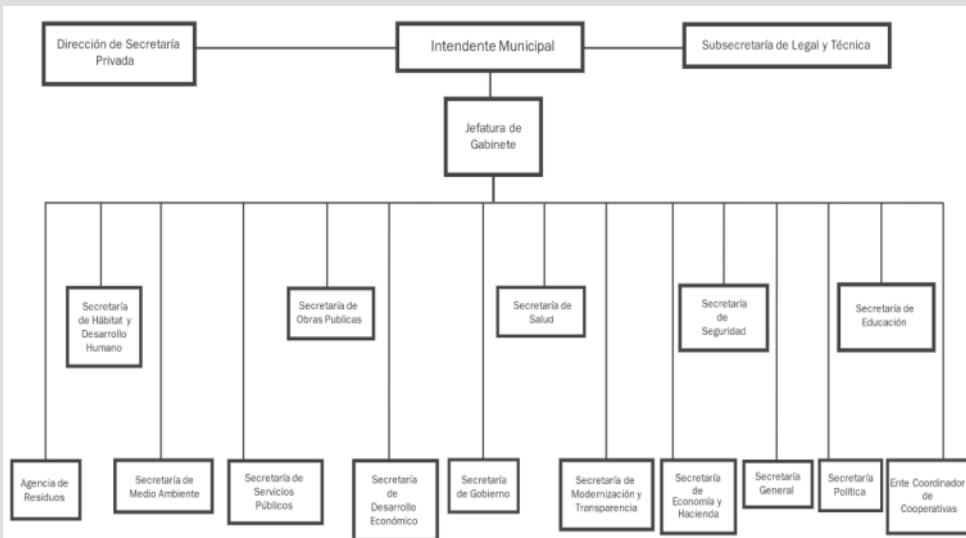 Dirección de Secretaría
Privada
Intendente Municipal
Subsecretaría de Legal y Técnica
Jefatura de
Gabinete
Secretaría
de Hábitat y
Desarrollo
Humano
Secretaría de
Obras Publicas
Secretaría de
Salud
Secretaría
de
Seguridad
Secretaría de
Educación
Agencia de
Residuos
Secretaría de
Medio Ambiente
Secretaría de
Servicios
Públicos
Secretaría
de
Desarrollo
Económico
Secretaría
de Gobierno
Secretaría de
Modernización y
Transparencia
Secretaría
de
Economía y
Hacienda
Secretaría
General
Secretaría
Política
Ente Coordinador
de
Cooperativas